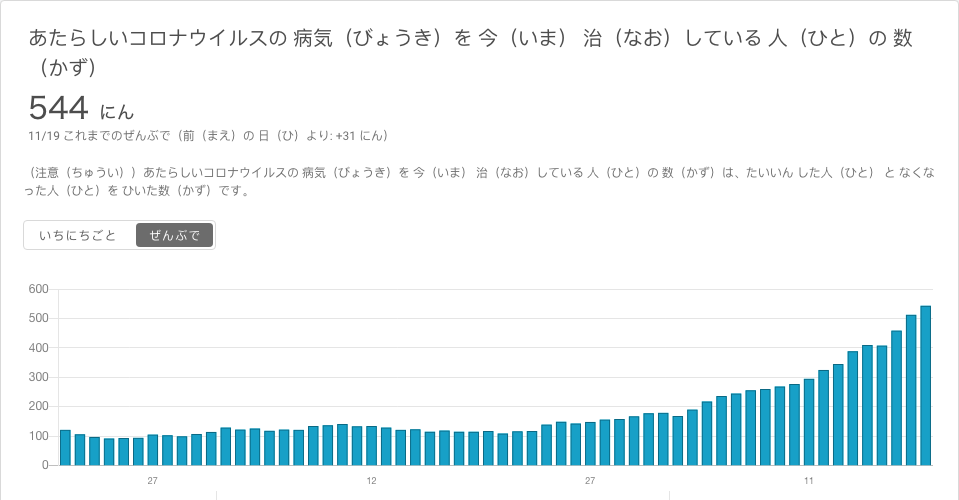 あたらしいコロナウイルスの 病気（びょうき）を 今（いま） 治（なお）している 人（ひと）の 数
（かず）
544 にん
11/19 これまでのぜんぶで（前（まえ）の 日（ひ）より: +31 にん）
（注意（ちゅうい））あたらしいコロナウイルスの 病気（びょうき）を 今（いま） 治（なお）している 人（ひと）の 数（かず）は、たいいん した人（ひと） と なくな
った人（ひと）を ひいた数（かず）です。
いちにちごと ぜんぶで
600
500
400
300
200
100
0
27 12 27 11